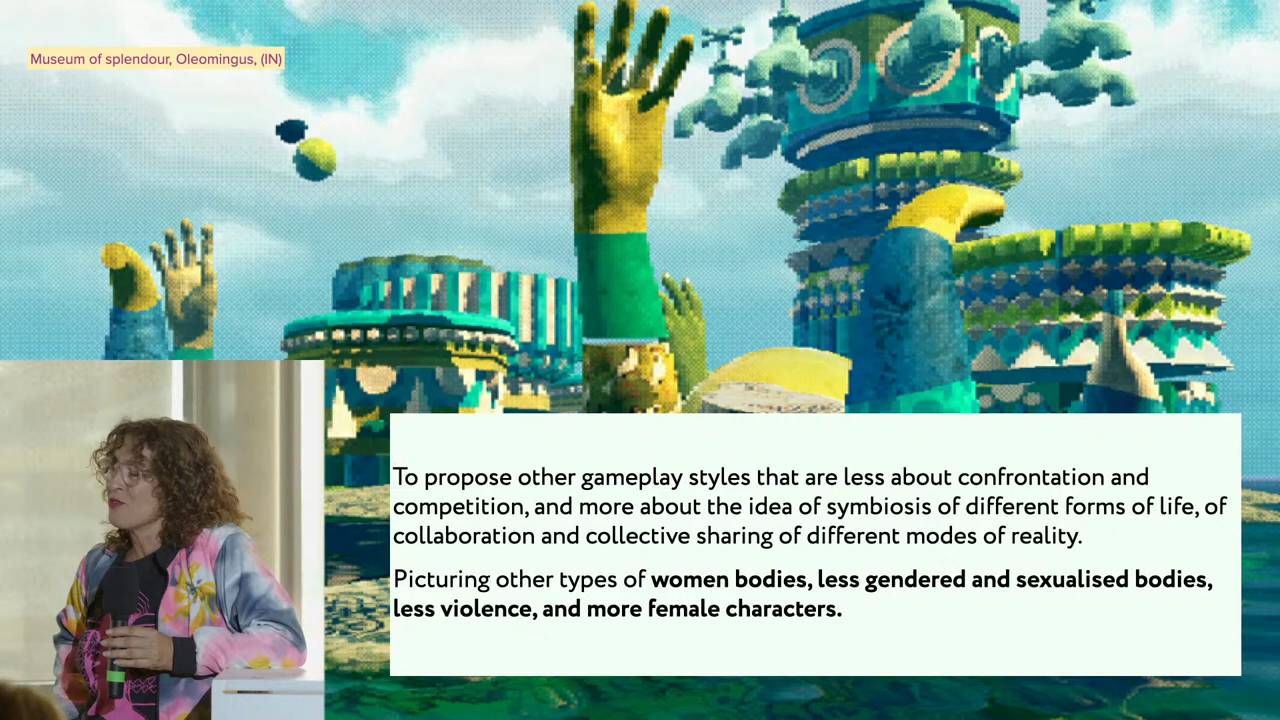 Museum of splendour, Oleomingus, (IN)
To propose other gameplay styles that are less about confrontation and
competition, and more about the idea of symbiosis of different forms of life, of
collaboration and collective sharing of different modes of reality.
Picturing other types of women bodies, less gendered and sexualised bodies,
less violence, and more female characters.